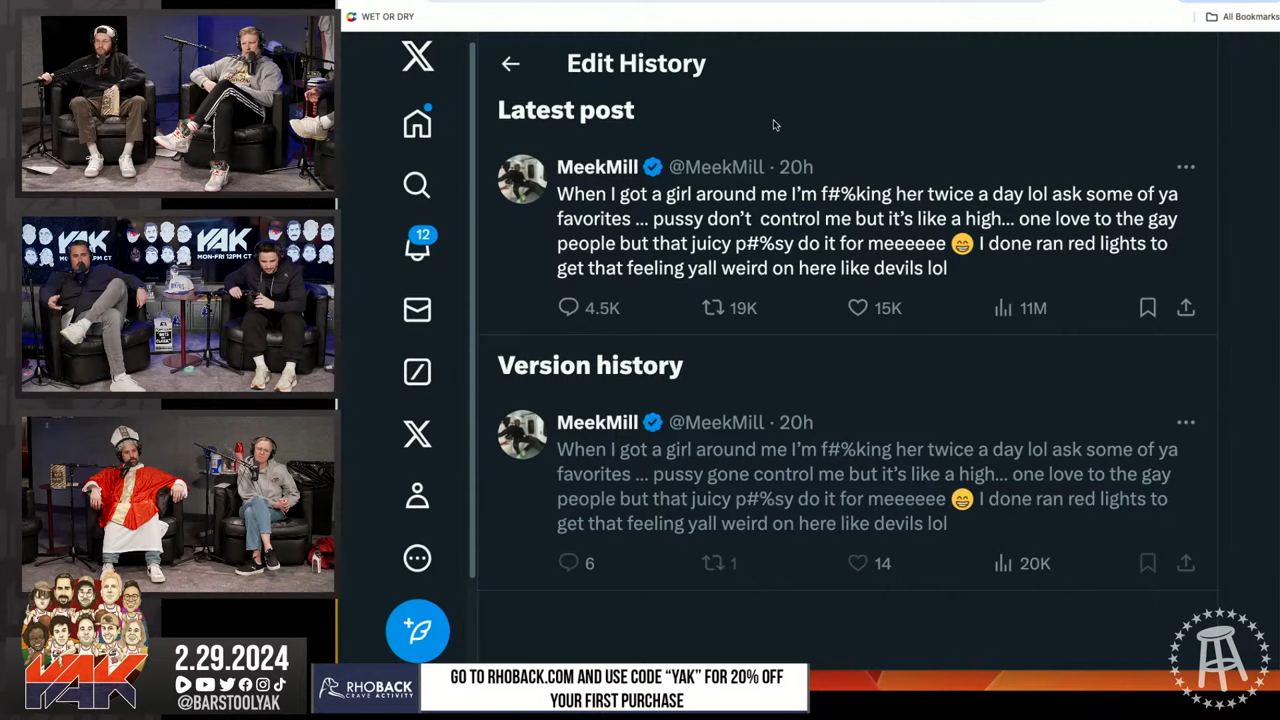 WET OR DRY
All Bookmarks
Edit History
Latest post
MeekMill @MeekMill · 20h
When I got a girl around me I'm f#%king her twice a day lol ask some of ya
favorites ... pussy don't  control me but it's like a high... one love to the gay
people but that juicy p#%sy do it for meeeeee 😁 I done ran red lights to
get that feeling yall weird on here like devils lol
4.5K 19K 15K 11M
12
Version history
MeekMill @MeekMill · 20h
When I got a girl around me I'm f#%king her twice a day lol ask some of ya
favorites ... pussy gone control me but it's like a high... one love to the gay
people but that juicy p#%sy do it for meeeeee 😁 I done ran red lights to
get that feeling yall weird on here like devils lol
6 1 14 20K
YAK
YAK
MON-FRI 12PM CT
YAK
2.29.2024
@BARSTOOLYAK
RHOBACK
CRAVE ACTIVITY
GO TO RHOBACK.COM AND USE CODE "YAK" FOR 20% OFF
YOUR FIRST PURCHASE